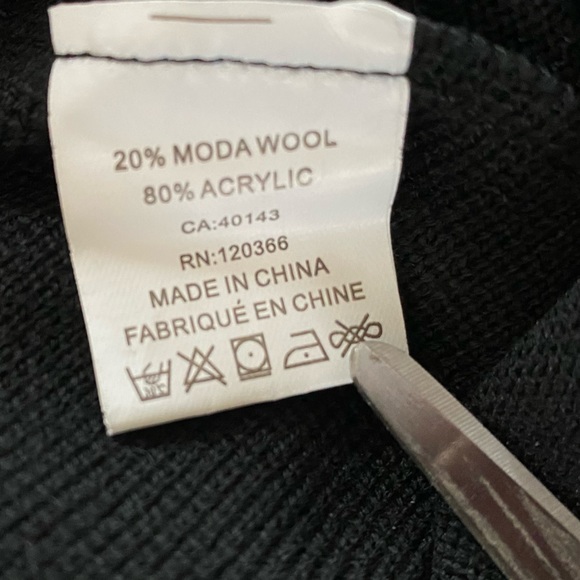 20% MODA WOOL
80% ACRYLIC
CA:40143
RN:120366
MADE IN CHINA
FABRIQUÉ EN CHINE